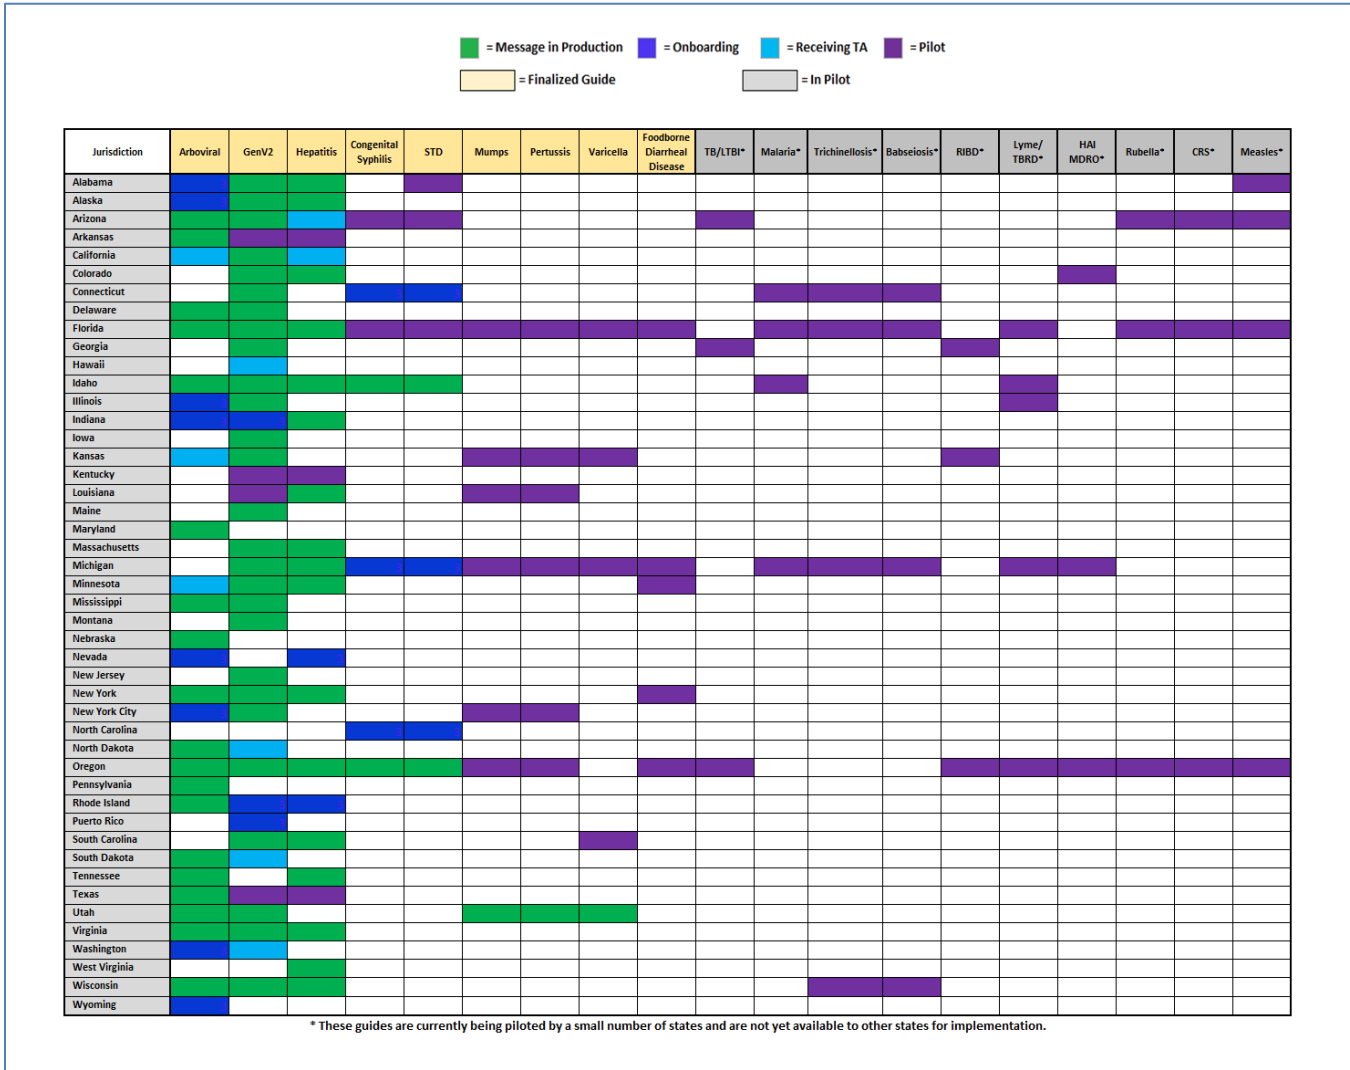 = Message in Production = Onboarding = Receiving TA = Pilot
= Finalized Guide = In Pilot
Jurisdiction Arboviral GenV2 Hepatitis Congenital Syphilis STD Mumps Pertussis Varicella Foodborne Diarrheal Disease TB/LTBI* Malaria* Trichinellosis* Babseiosis* RIBD* Lyme/ TBRD* HAI MDRO* Rubella* CRS* Measles*
Alabama
Alaska
Arizona
Arkansas
California
Colorado
Connecticut
Delaware
Florida
Georgia
Hawaii
Idaho
Illinois
Indiana
Iowa
Kansas
Kentucky
Louisiana
Maine
Maryland
Massachusetts
Michigan
Minnesota
Mississippi
Montana
Nebraska
Nevada
New Jersey
New York
New York City
North Carolina
North Dakota
Oregon
Pennsylvania
Rhode Island
Puerto Rico
South Carolina
South Dakota
Tennessee
Texas
Utah
Virginia
Washington
West Virginia
Wisconsin
Wyoming
* These guides are currently being piloted by a small number of states and are not yet available to other states for implementation.